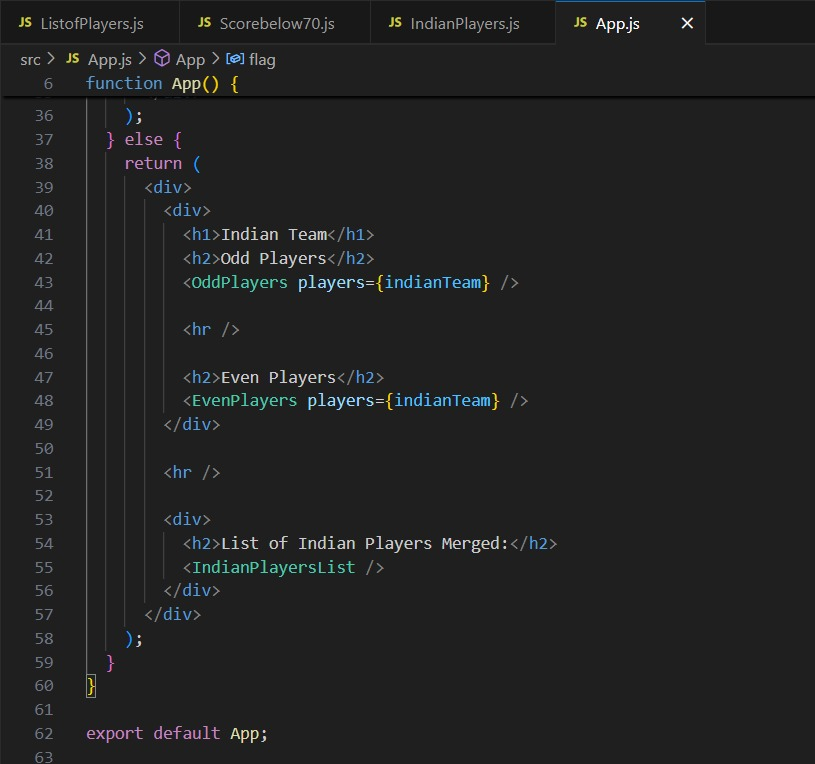 JS ListofPlayers.js JS Scorebelow70.js JS IndianPlayers.js JS App.js ×
src > JS App.js > App > flag
6 function App() {
36 );
37 } else {
38 return (
39 <div>
40 <div>
41 <h1>Indian Team</h1>
42 <h2>Odd Players</h2>
43 <OddPlayers players={indianTeam} />
44
45 <hr />
46
47 <h2>Even Players</h2>
48 <EvenPlayers players={indianTeam} />
49 </div>
50
51 <hr />
52
53 <div>
54 <h2>List of Indian Players Merged:</h2>
55 <IndianPlayersList />
56 </div>
57 </div>
58 );
59 }
60 }
61
62 export default App;
63